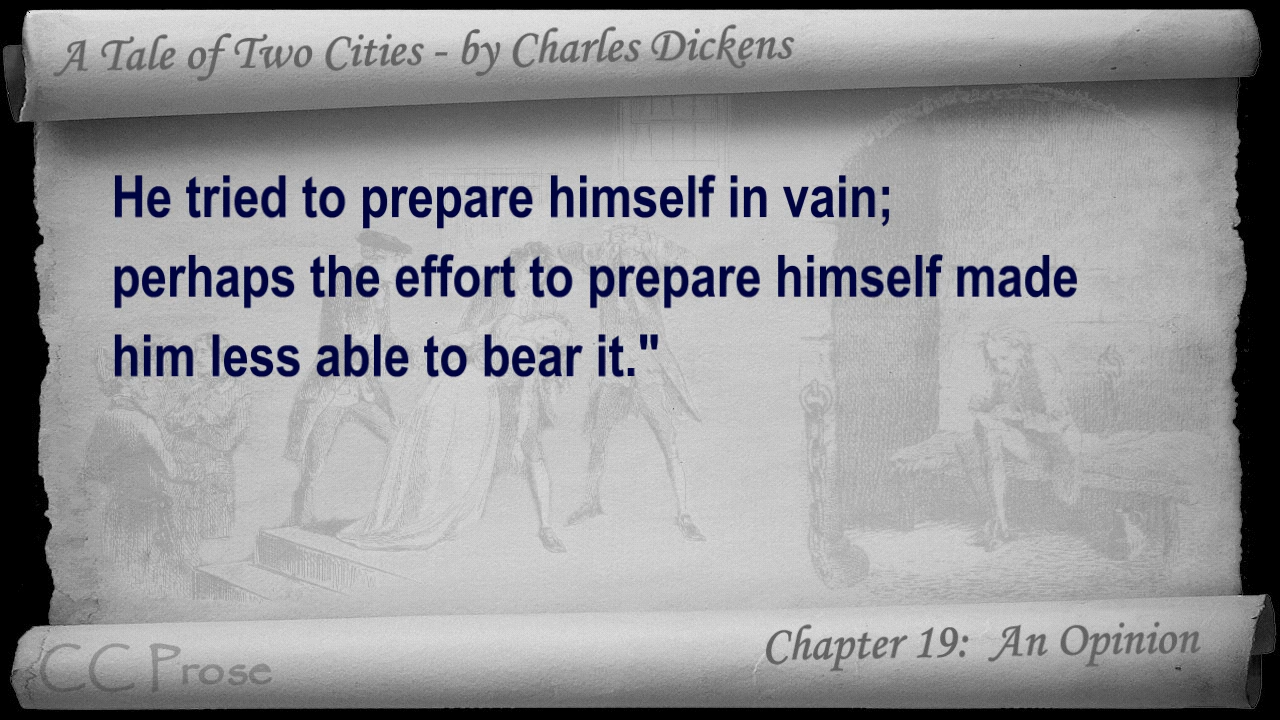 A Tale of Two Cities - by Charles Dickens
He tried to prepare himself in vain;
perhaps the effort to prepare himself made
him less able to bear it."
Chapter 19: An Opinion
CC Prose